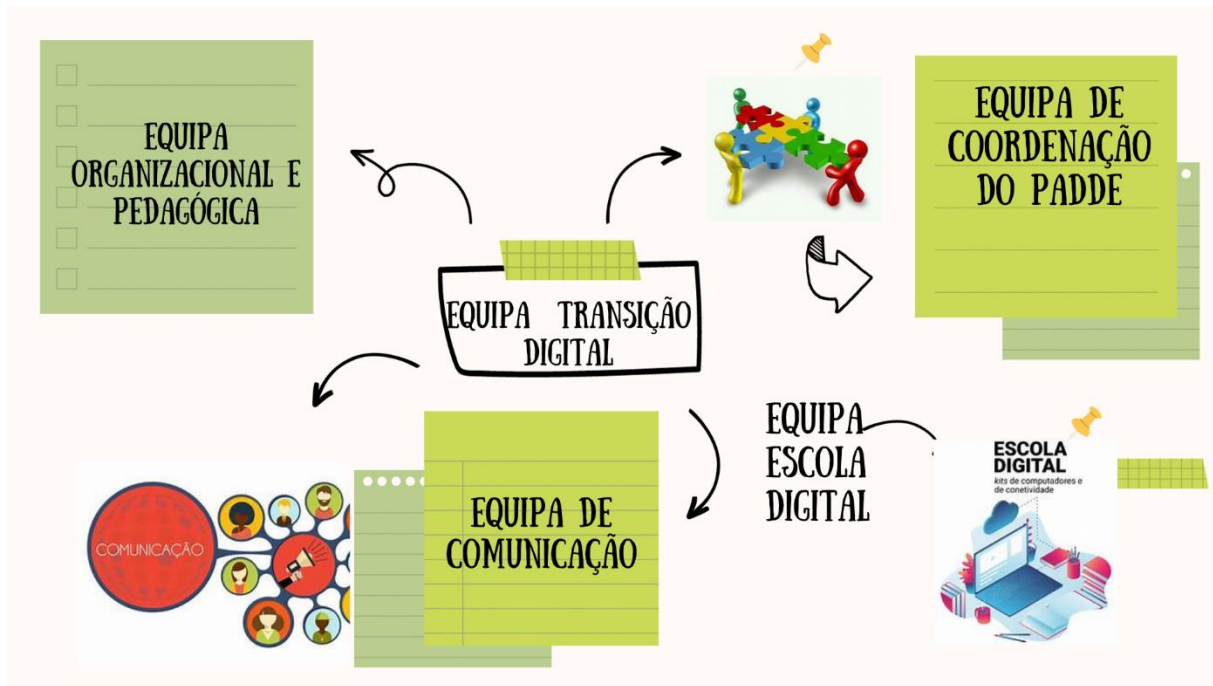 EQUIPA
ORGANIZACIONAL E
PEDAGÓGICA
EQUIPA DE
COORDENAÇÃO
DO PADDE
EQUIPA TRANSIÇÃO
DIGITAL
EQUIPA
ESCOLA
DIGITAL
ESCOLA
DIGITAL
kits de computadores e
de conetividade
COMUNICAÇÃO
EQUIPA DE
COMUNICAÇÃO